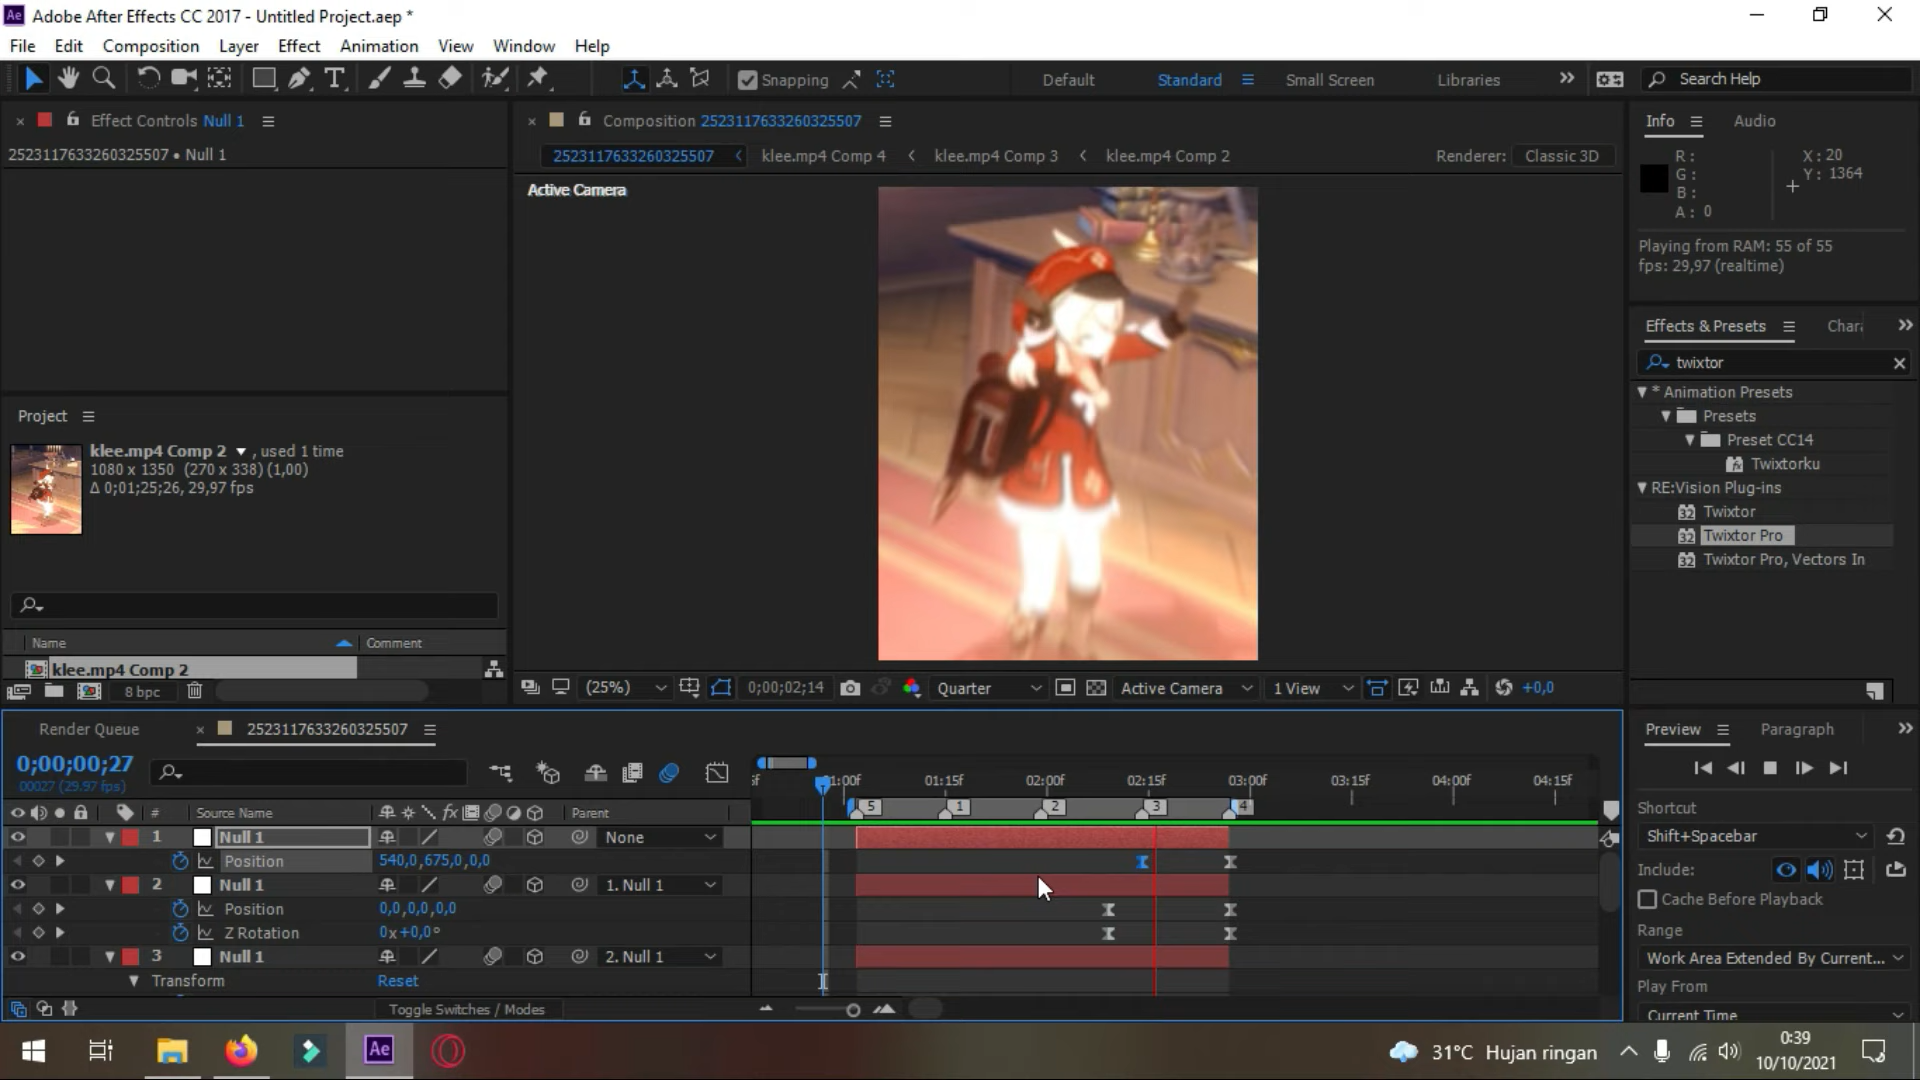 Ae Adobe After Effects CC 2017 - Untitled Project.aep *
File Edit Composition Layer Effect Animation View Window Help
Snapping Default Standard Small Screen Libraries Search Help
Effect Controls Null 1
2523117633260325507 • Null 1
Composition 2523117633260325507
2523117633260325507 klee.mp4 Comp 4 klee.mp4 Comp 3 klee.mp4 Comp 2 Renderer: Classic 3D
Active Camera
Info Audio
R: X: 20
G: Y: 1364
B:
A: 0
Playing from RAM: 55 of 55
fps: 29,97 (realtime)
Effects & Presets
twixtor
* Animation Presets
Presets
Preset CC14
Twixtorku
RE:Vision Plug-ins
32 Twixtor
32 Twixtor Pro
32 Twixtor Pro, Vectors In
Project
klee.mp4 Comp 2 , used 1 time
1080 x 1350 (270 x 338) (1,00)
Δ 0;01;25;26, 29,97 fps
Name Comment
klee.mp4 Comp 2
8 bpc
(25%) 0;00;02;14 Quarter Active Camera 1 View +0,0
Render Queue 2523117633260325507
0;00;00;27
00027 (29.97 fps)
01:00f 01:15f 02:00f 02:15f 03:00f 03:15f 04:00f 04:15f
5 1 2 3 4
# Source Name fx Parent
1 Null 1 None
Position 540,0,675,0,0,0
2 Null 1 1. Null 1
Position 0,0,0,0,0,0
Z Rotation 0x+0,0°
3 Null 1 2. Null 1
Transform Reset
Toggle Switches / Modes
Preview Paragraph
Shortcut
Shift+Spacebar
Include:
Cache Before Playback
Range
Work Area Extended By Current...
Play From
Current Time
Ae 31°C Hujan ringan 0:39
10/10/2021